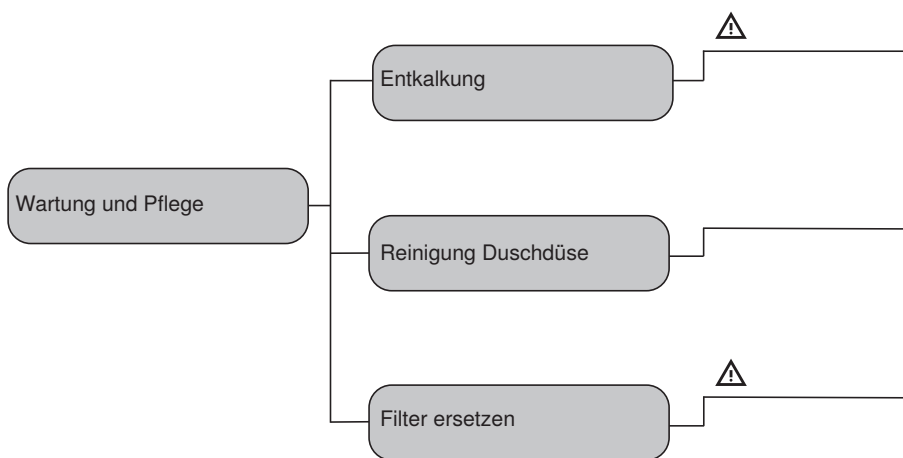 Entkalkung
Wartung und Pflege
Reinigung Duschdüse
Filter ersetzen